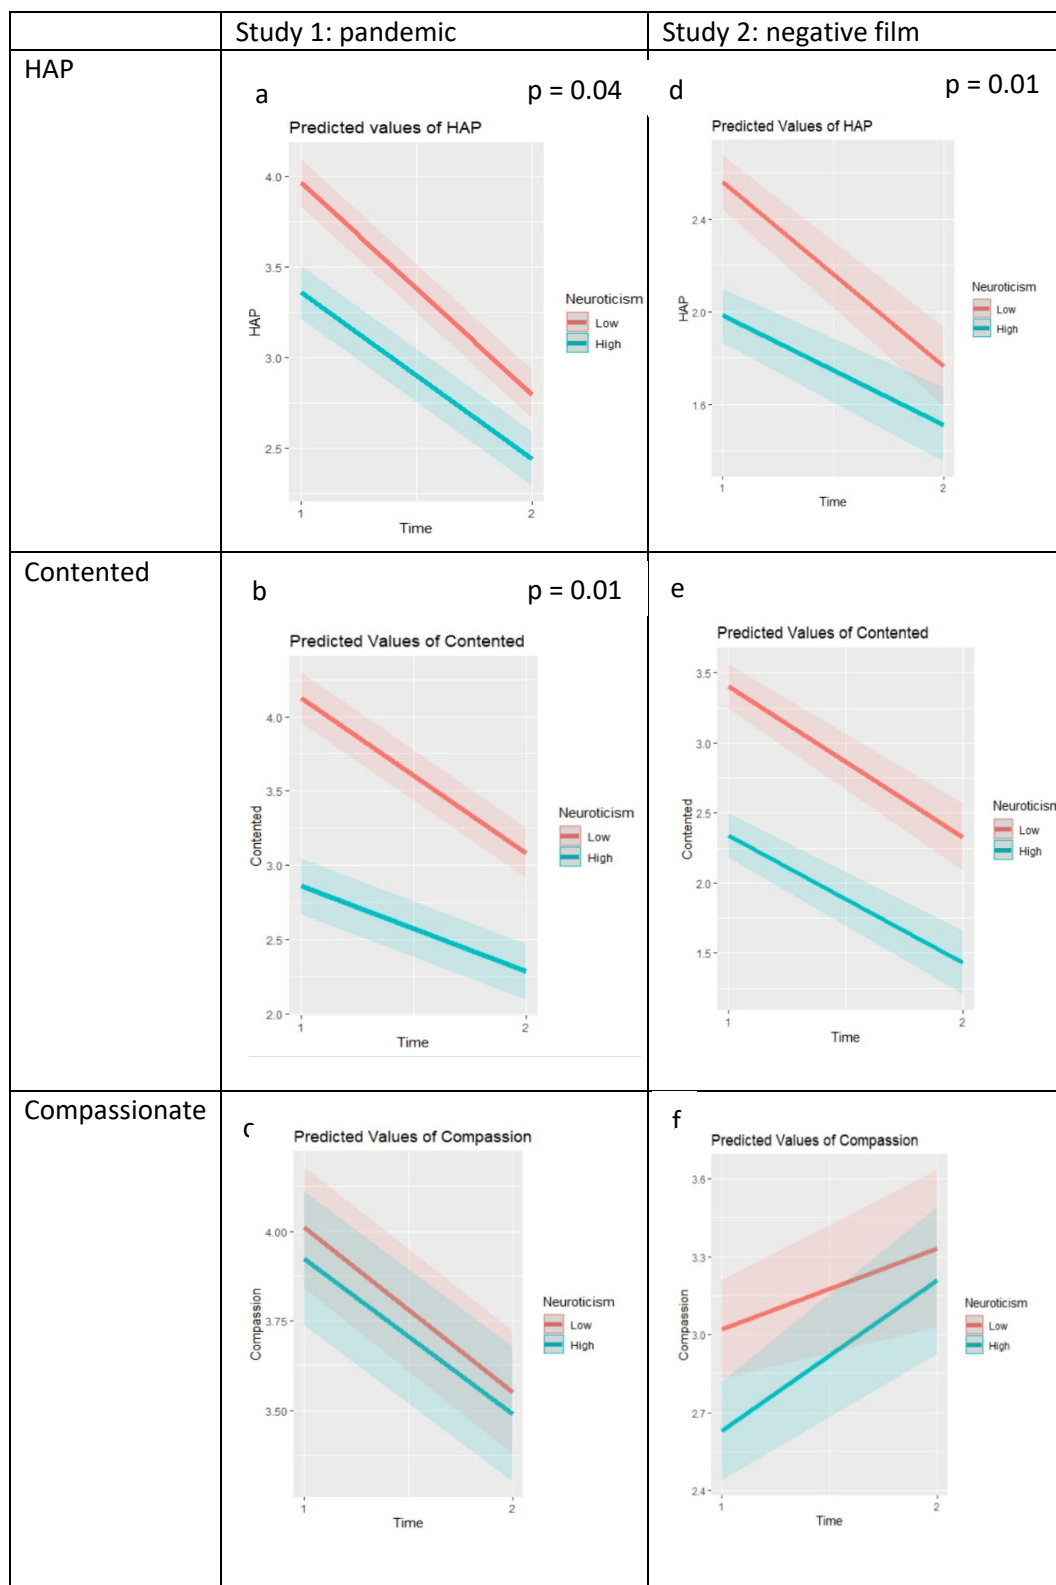 Study 1: pandemic
Study 2: negative film
HAP
a
p = 0.04
Predicted values of HAP
4.0
3.5
3.0
2.5
HAP
1
2
Time
Neuroticism
Low
High
d
p = 0.01
Predicted Values of HAP
2.4
2.0
1.6
HAP
1
2
Time
Neuroticism
Low
High
Contented
b
p = 0.01
Predicted Values of Contented
4.0
3.5
3.0
2.5
2.0
Contented
1
2
Time
Neuroticism
Low
High
e
Predicted Values of Contented
3.5
3.0
2.5
2.0
1.5
Contented
1
2
Time
Neuroticism
Low
High
Compassionate
c
Predicted Values of Compassion
4.00
3.75
3.50
Compassion
1
2
Time
Neuroticism
Low
High
f
Predicted Values of Compassion
3.6
3.3
3.0
2.7
2.4
Compassion
1
2
Time
Neuroticism
Low
High